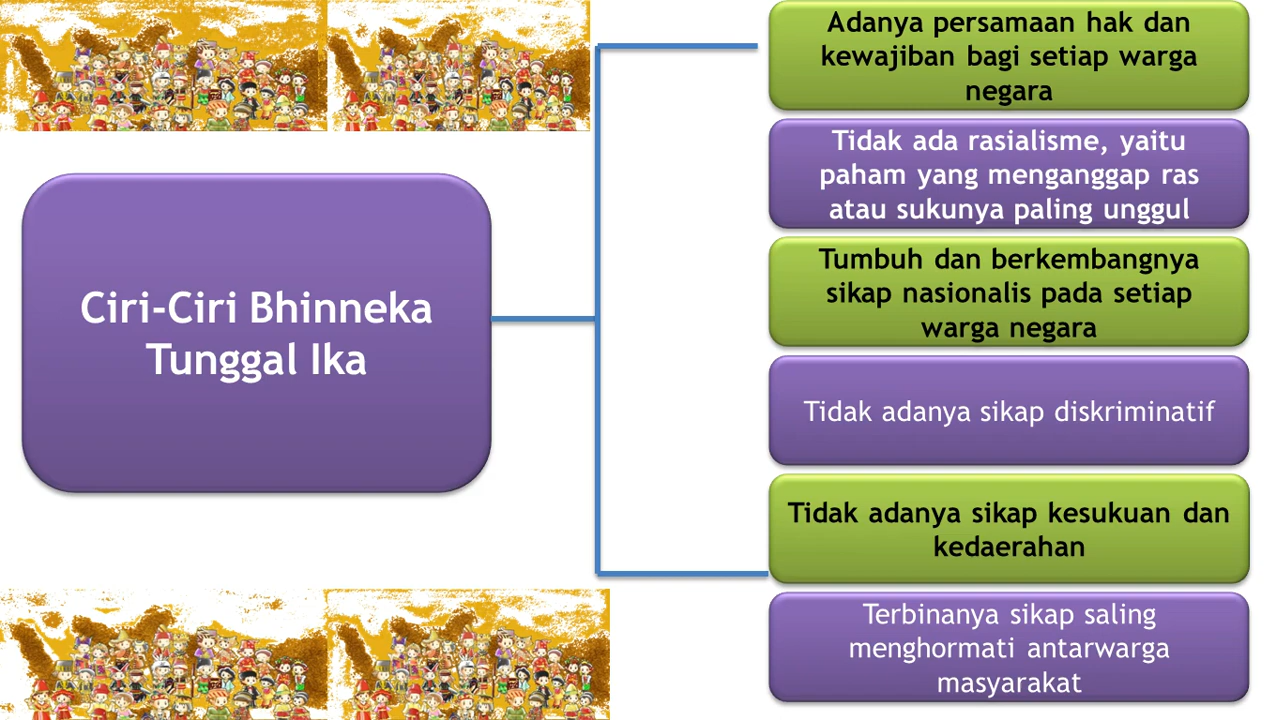 Ciri-Ciri Bhinneka
Tunggal Ika
Adanya persamaan hak dan
kewajiban bagi setiap warga
negara
Tidak ada rasialisme, yaitu
paham yang menganggap ras
atau sukunya paling unggul
Tumbuh dan berkembangnya
sikap nasionalis pada setiap
warga negara
Tidak adanya sikap diskriminatif
Tidak adanya sikap kesukuan dan
kedaerahan
Terbinanya sikap saling
menghormati antarwarga
masyarakat